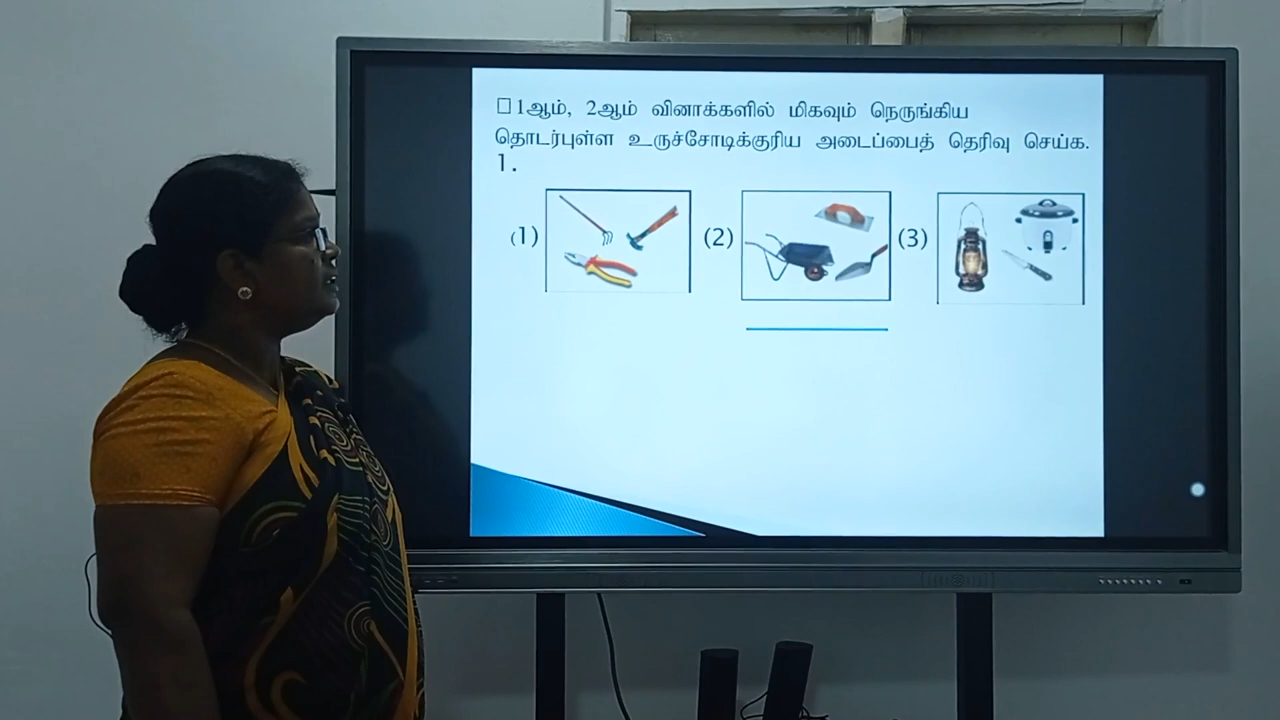 □1ஆம், 2ஆம் வினாக்களில் மிகவும் நெருங்கிய
தொடர்புள்ள உருச்சோடிக்குரிய அடைப்பைத் தெரிவு செய்க.
1.
(1) (2) (3)